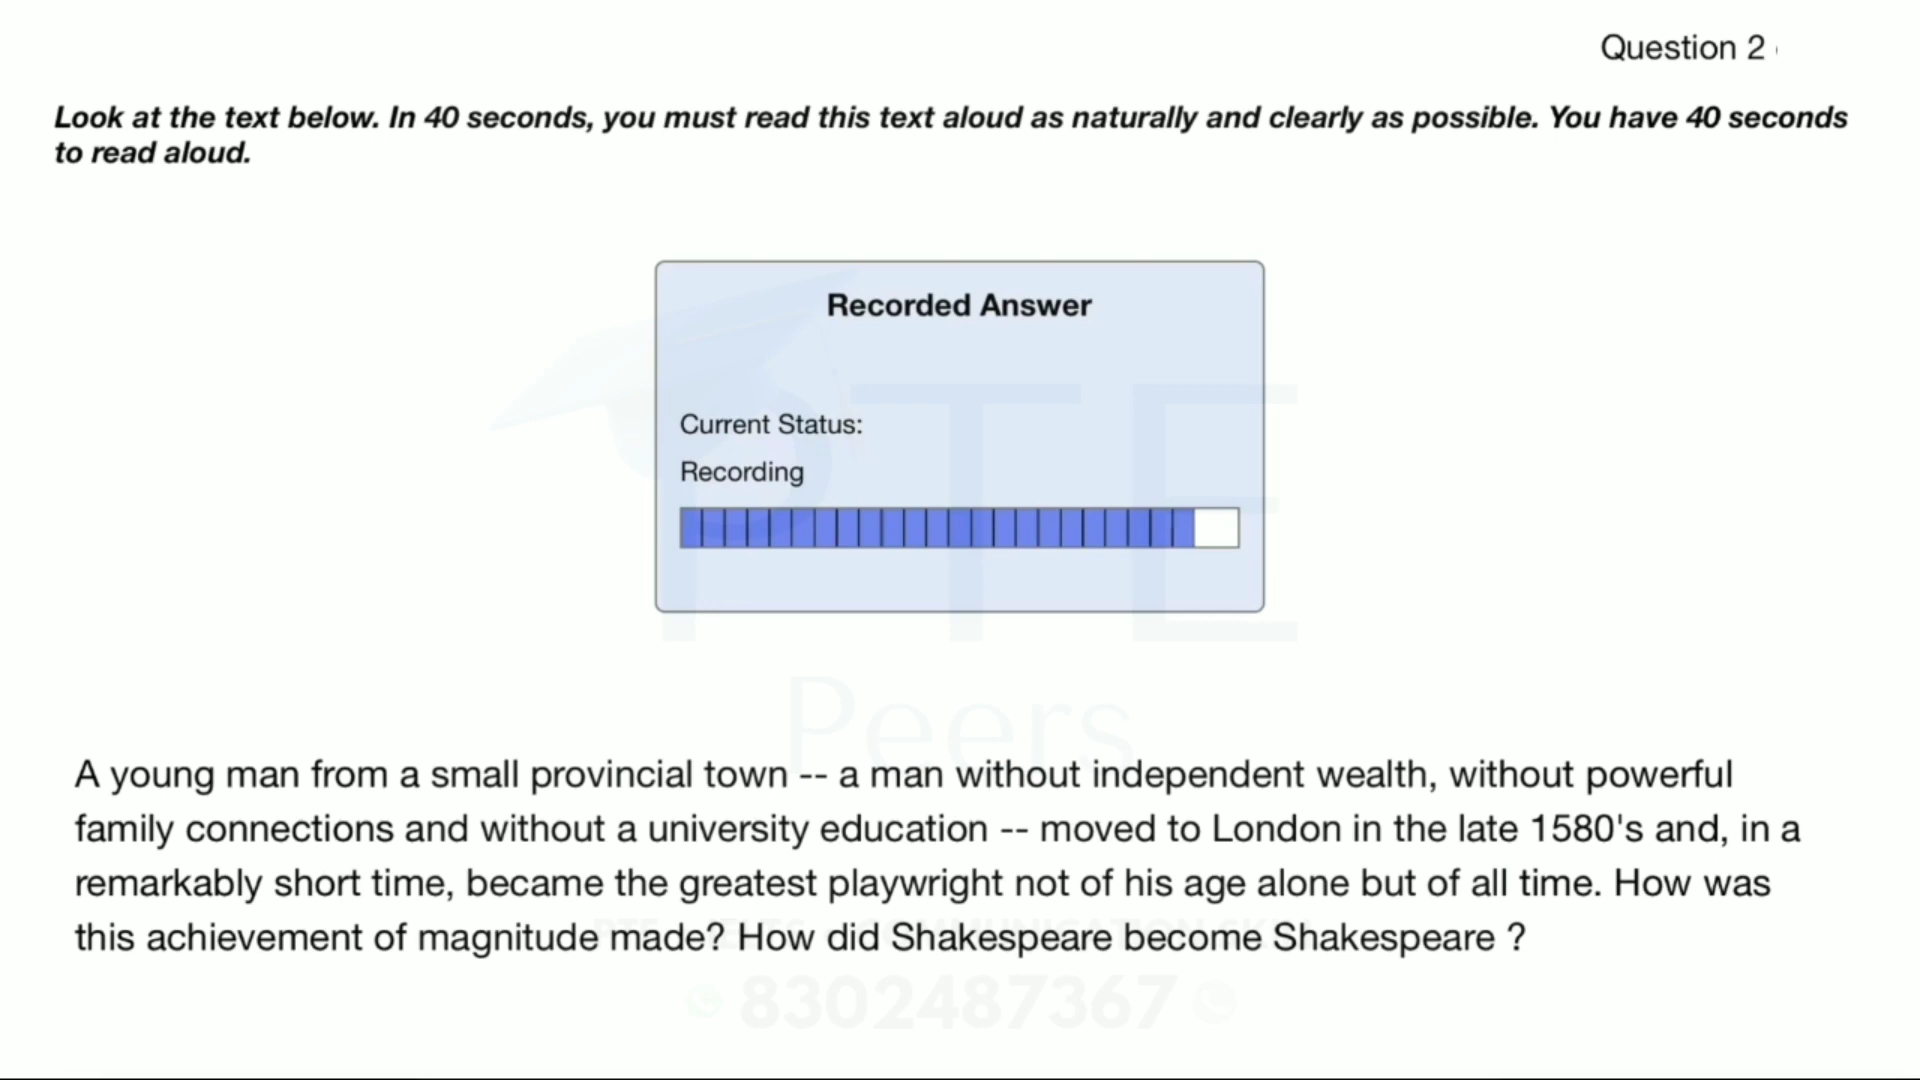 Question 2
Look at the text below. In 40 seconds, you must read this text aloud as naturally and clearly as possible. You have 40 seconds
to read aloud.
Recorded Answer
Current Status:
Recording
PTE
Peers
A young man from a small provincial town -- a man without independent wealth, without powerful
family connections and without a university education -- moved to London in the late 1580's and, in a
remarkably short time, became the greatest playwright not of his age alone but of all time. How was
this achievement of magnitude made? How did Shakespeare become Shakespeare ?
8302487367